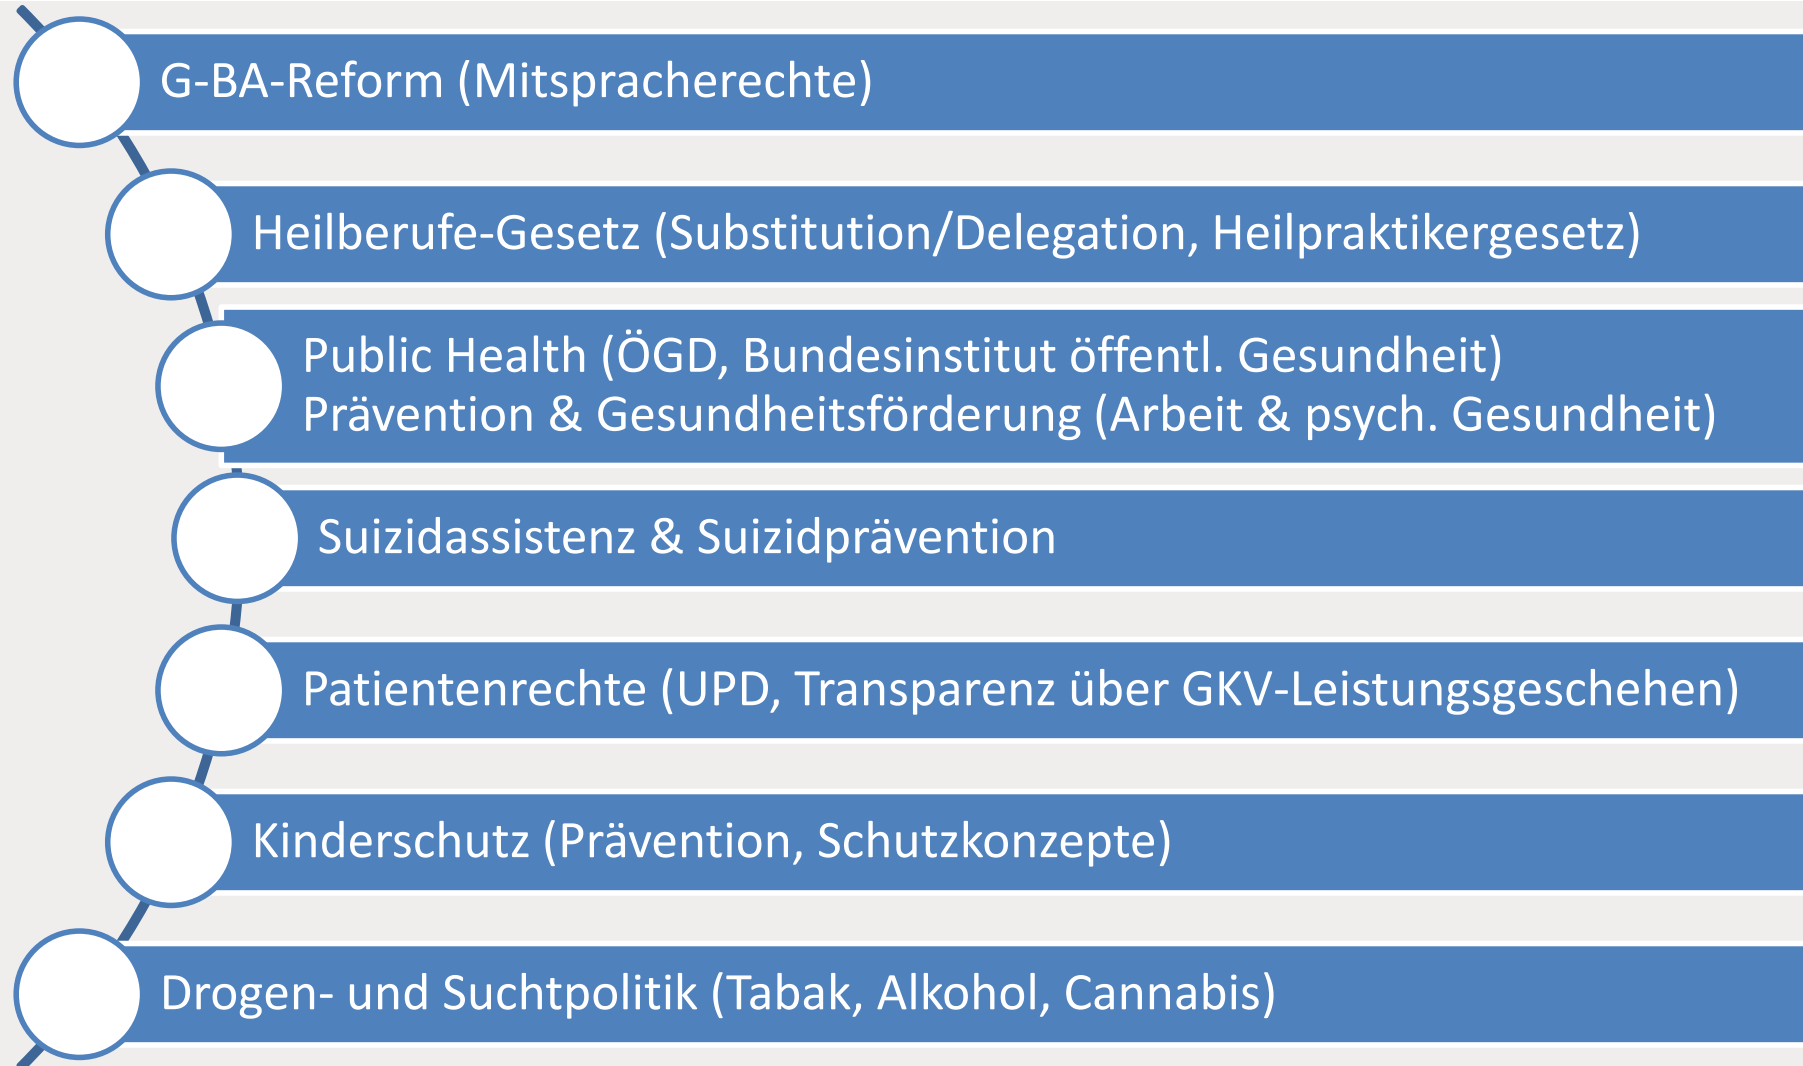 G-BA-Reform (Mitspracherechte)
Heilberufe-Gesetz (Substitution/Delegation, Heilpraktikergesetz)
Public Health (ÖGD, Bundesinstitut öffentl. Gesundheit)
Prävention & Gesundheitsförderung (Arbeit & psych. Gesundheit)
Suizidassistenz & Suizidprävention
Patientenrechte (UPD, Transparenz über GKV-Leistungsgeschehen)
Kinderschutz (Prävention, Schutzkonzepte)
Drogen- und Suchtpolitik (Tabak, Alkohol, Cannabis)